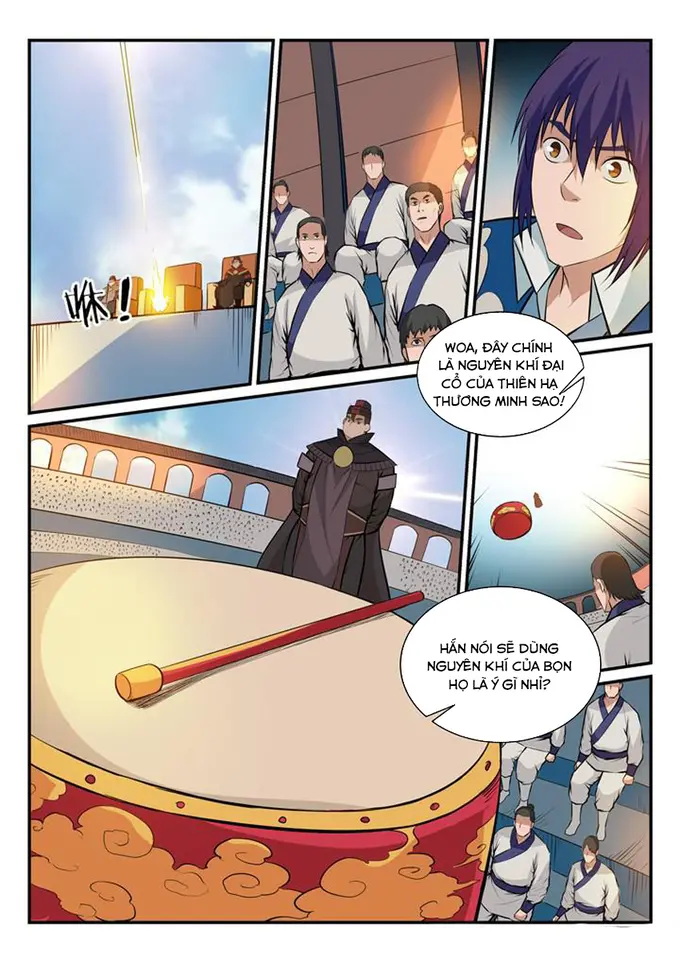 WOA, ĐÂY CHÍNH
LÀ NGUYÊN KHÍ ĐẠI
CỔ CỦA THIÊN HẠ
THƯƠNG MINH SAO!
HẮN NÓI SẼ DÙNG
NGUYÊN KHÍ CỦA BỌN
HỌ LÀ Ý GÌ NHỈ?